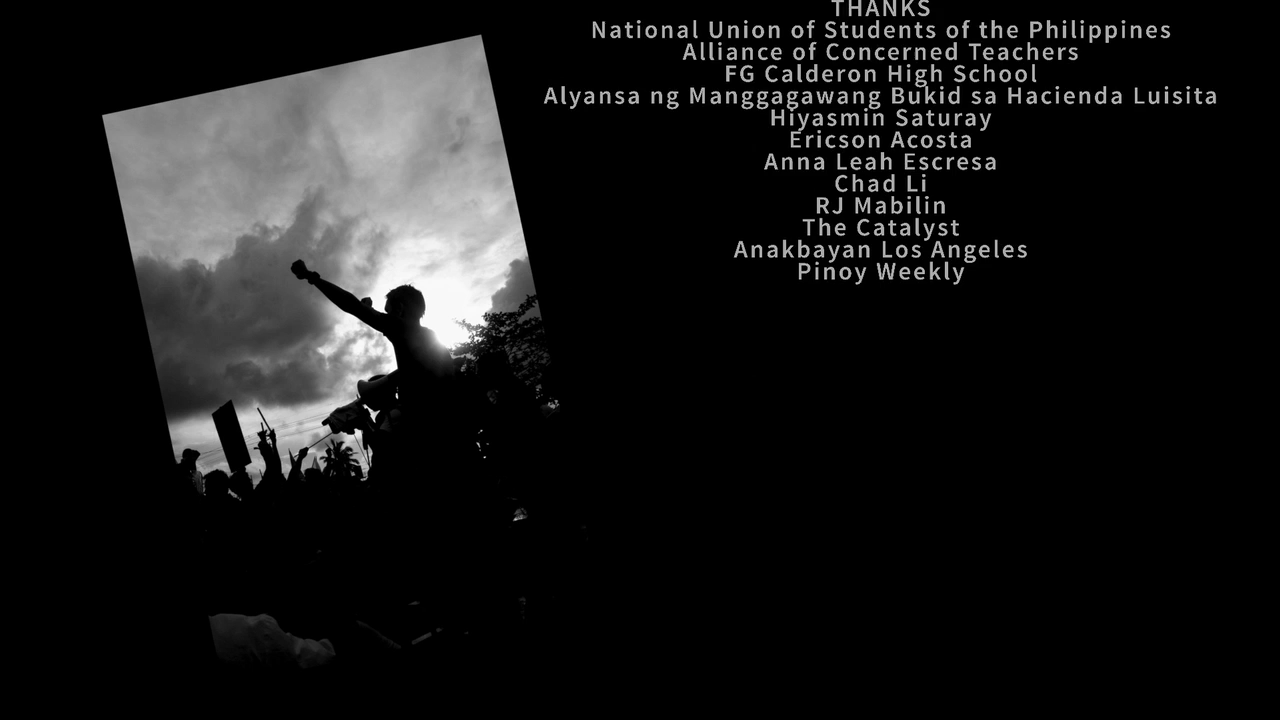 THANKS
National Union of Students of the Philippines
Alliance of Concerned Teachers
FG Calderon High School
Alyansa ng Manggagawang Bukid sa Hacienda Luisita
Hiyasmin Saturay
Ericson Acosta
Anna Leah Escresa
Chad Li
RJ Mabilin
The Catalyst
Anakbayan Los Angeles
Pinoy Weekly